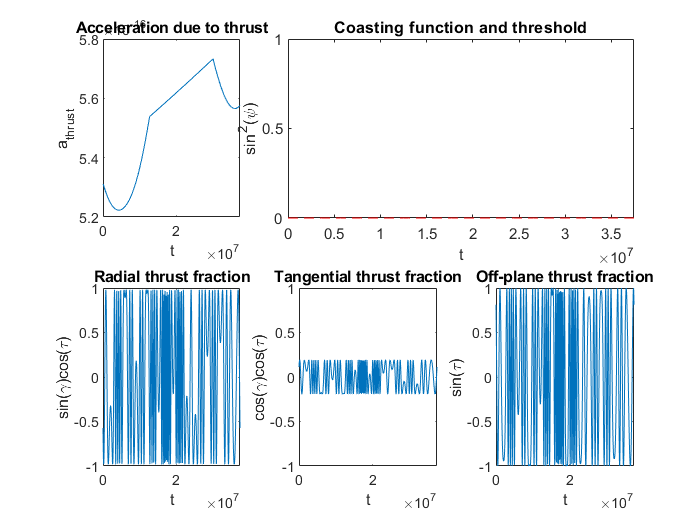 Acceleration due to thrust
5.8
5.6
5.4
5.2
a_thrust
0 2
t
×10^7
Coasting function and threshold
1
0.5
0
sin^2(ψ)
0 0.5 1 1.5 2 2.5 3 3.5
t
×10^7
Radial thrust fraction
1
0.5
0
-0.5
-1
sin(γ)cos(τ)
0 2
t
×10^7
Tangential thrust fraction
1
0.5
0
-0.5
-1
cos(γ)cos(τ)
0 2
t
×10^7
Off-plane thrust fraction
1
0.5
0
-0.5
-1
sin(τ)
0 2
t
×10^7